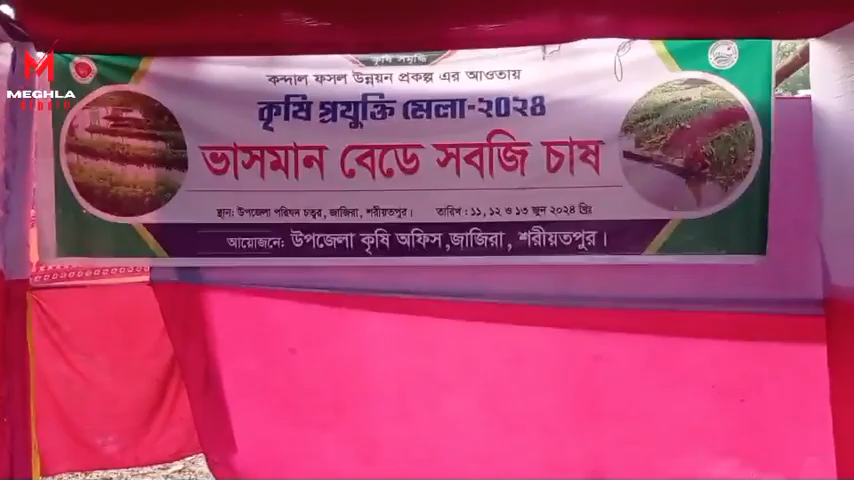 MEGHLA
কৃষি সমৃদ্ধি
কন্দাল ফসল উন্নয়ন প্রকল্প এর আওতায়
কৃষি প্রযুক্তি মেলা-২০২৪
ভাসমান বেডে সবজি চাষ
স্থান: উপজেলা পরিষদ চত্বর, জাজিরা, শরীয়তপুর। তারিখ: ১১, ১২ ও ১৩ জুন ২০২৪ খ্রিঃ
আয়োজনে: উপজেলা কৃষি অফিস,জাজিরা, শরীয়তপুর।